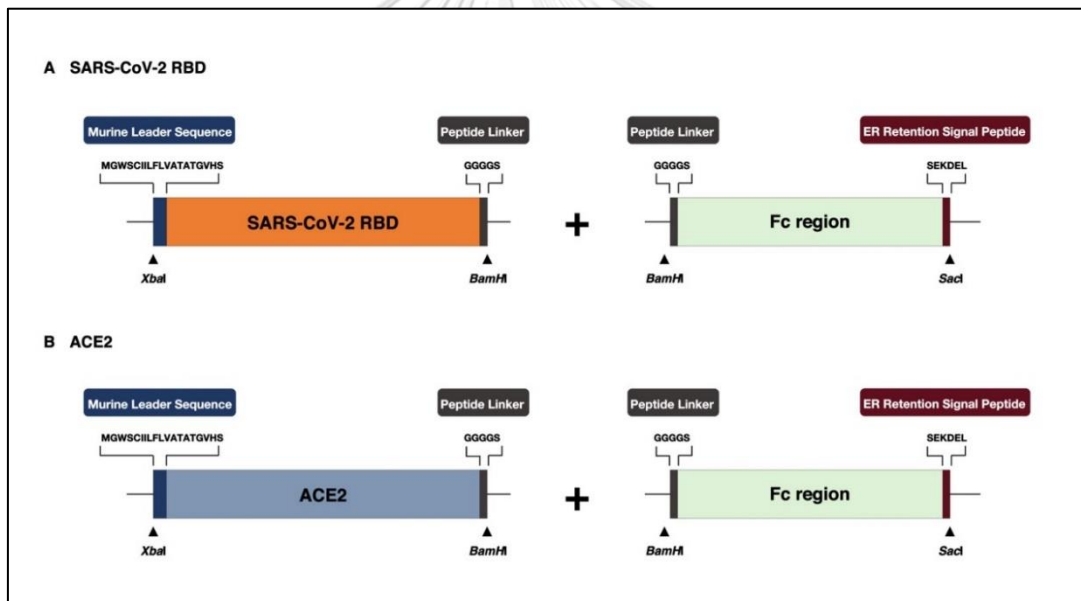 A SARS-CoV-2 RBD
Murine Leader Sequence
Peptide Linker
Peptide Linker
ER Retention Signal Peptide
MGWSCIILFLVATATGVHS
GGGGS
GGGGS
SEKDEL
SARS-CoV-2 RBD
+
Fc region
XbaI
BamHI
BamHI
SacI
B ACE2
Murine Leader Sequence
Peptide Linker
Peptide Linker
ER Retention Signal Peptide
MGWSCIILFLVATATGVHS
GGGGS
GGGGS
SEKDEL
ACE2
+
Fc region
XbaI
BamHI
BamHI
SacI